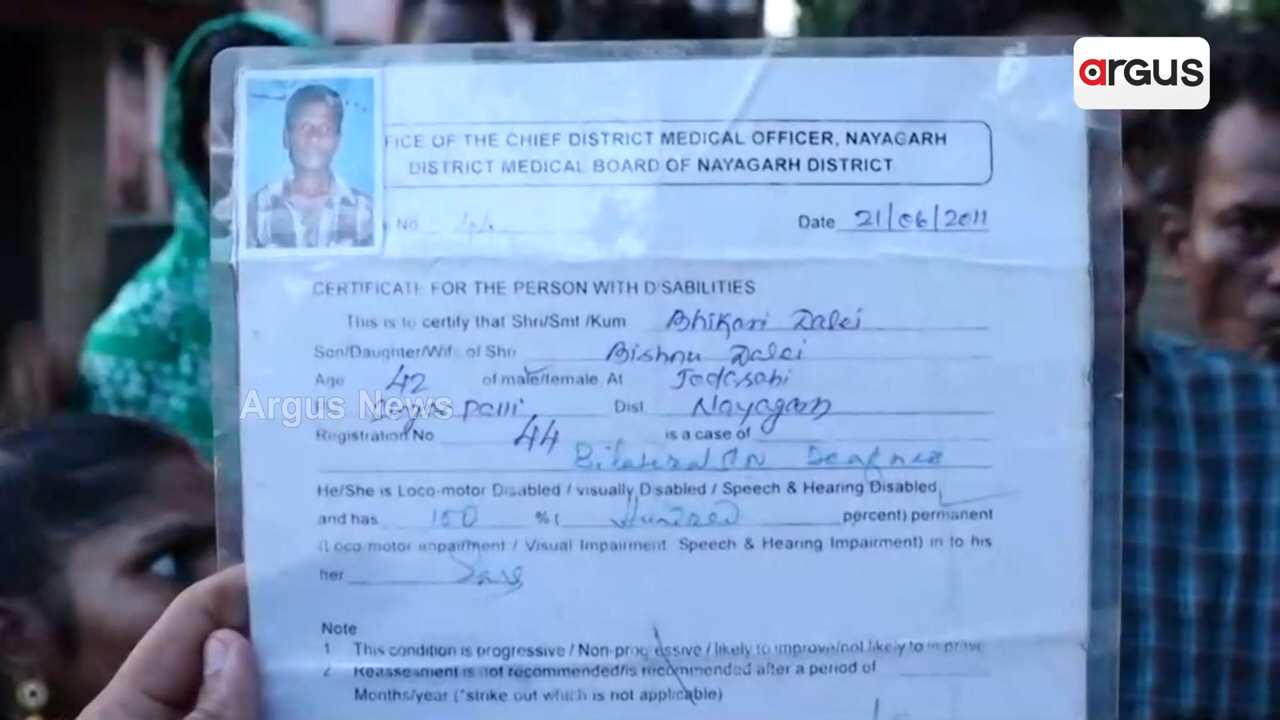 argus
FICE OF THE CHIEF DISTRICT MEDICAL OFFICER, NAYAGARH
DISTRICT MEDICAL BOARD OF NAYAGARH DISTRICT
No 44
Date 21/06/2011
CERTIFICATE FOR THE PERSON WITH DISABILITIES
This is to certify that Shri/Smt /Kum Bhikari Dalei
Son/Daughter/Wife of Shri Bishnu Dalei
Age 42 of male/female At Jodasahi
Argus News
palli Dist Nayagarh
Registration No 44 is a case of
Bilateral SN Deafness
He/She is Loco-motor Disabled / visually Disabled / Speech & Hearing Disabled
and has 100 % ( Hundred percent) permanent
(Loco motor impairment / Visual Impairment Speech & Hearing Impairment) in to his
her
Note
1 This condition is progressive / Non-progressive / likely to improve/not likely to improve
2 Reassessment is not recommended/is recommended after a period of
Months/year (*strike out which is not applicable)